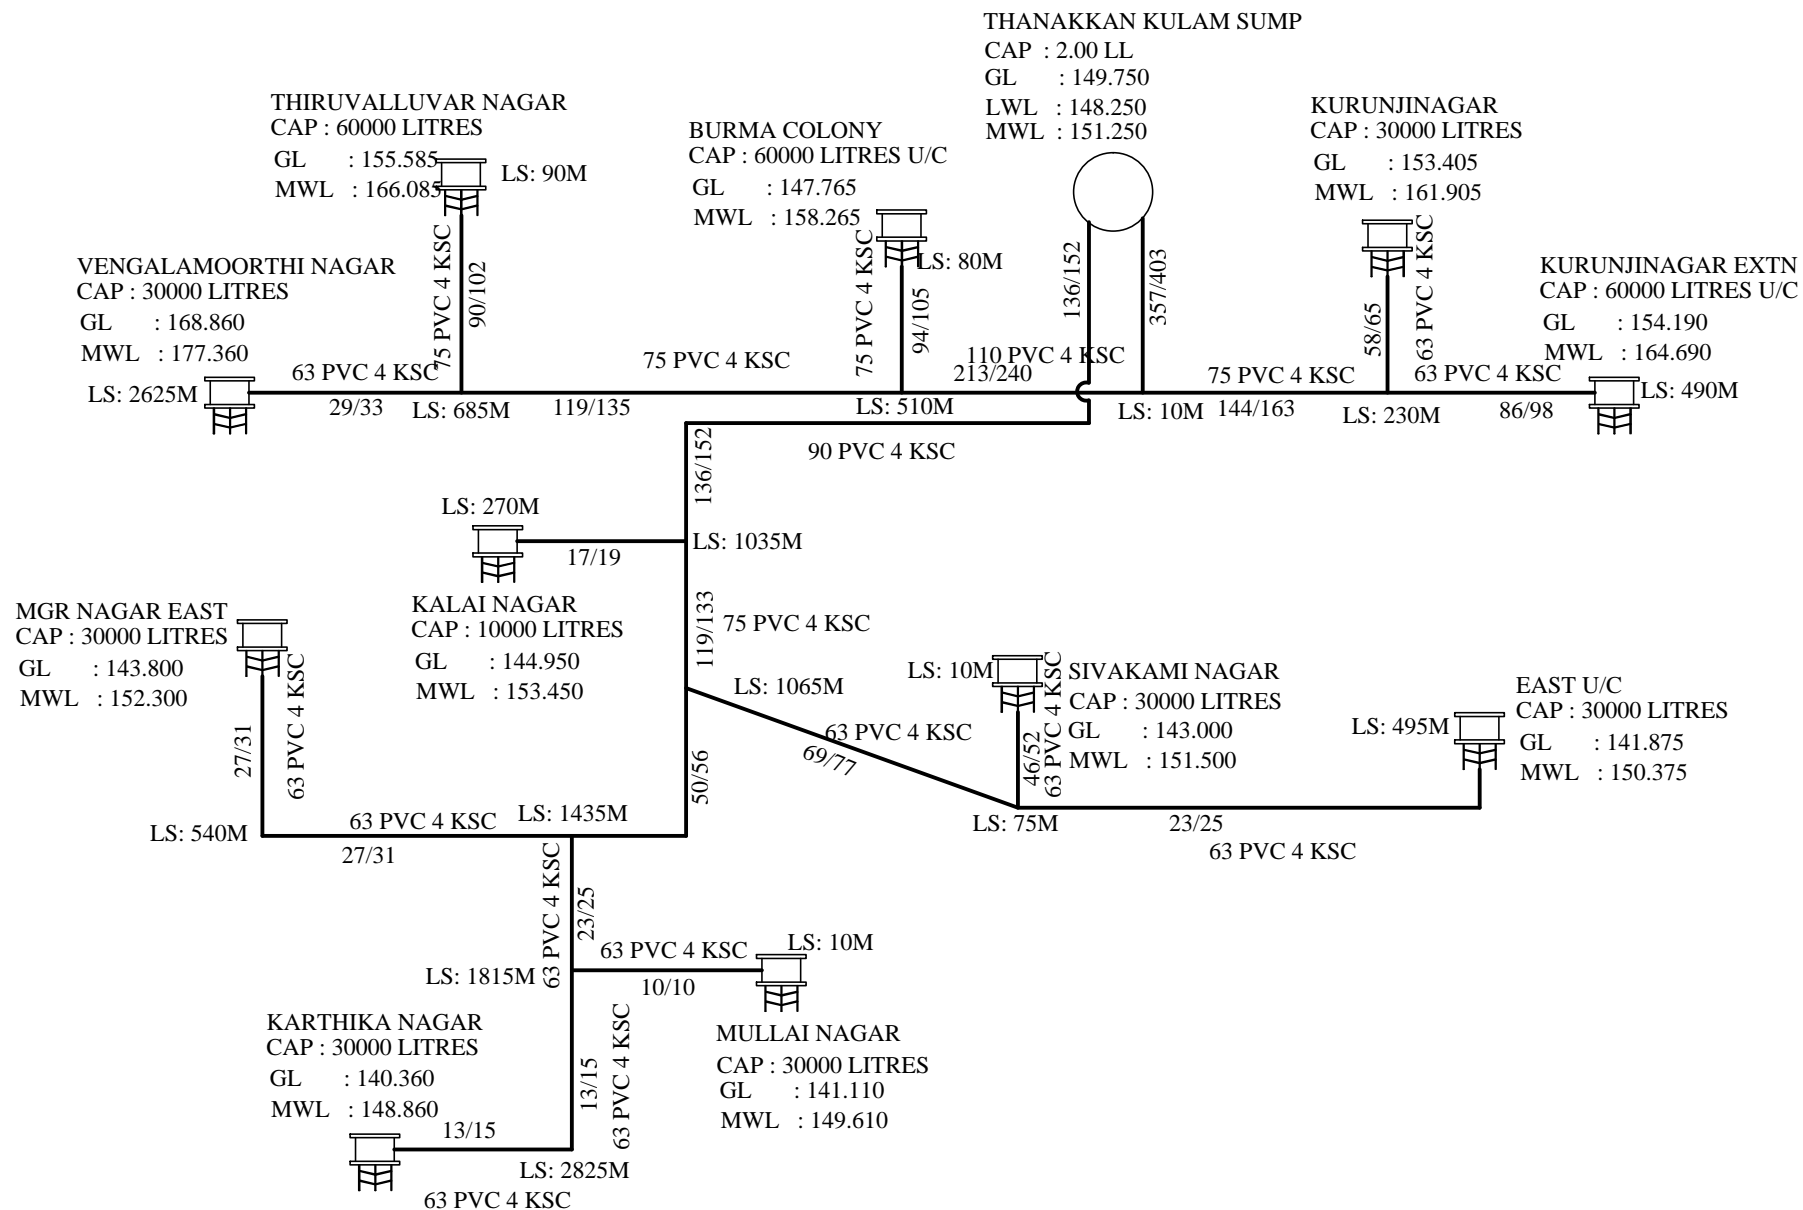 THANAKKAN KULAM SUMP
CAP : 2.00 LL
GL : 149.750
LWL : 148.250
MWL : 151.250
THIRUVALLUVAR NAGAR
CAP : 60000 LITRES
GL : 155.585
MWL : 166.085
LS: 90M
75 PVC 4 KSC
90/102
BURMA COLONY
CAP : 60000 LITRES U/C
GL : 147.765
MWL : 158.265
LS: 80M
75 PVC 4 KSC
94/105
136/152
357/403
KURUNJINAGAR
CAP : 30000 LITRES
GL : 153.405
MWL : 161.905
58/65
63 PVC 4 KSC
KURUNJINAGAR EXTN
CAP : 60000 LITRES U/C
GL : 154.190
MWL : 164.690
LS: 490M
VENGALAMOORTHI NAGAR
CAP : 30000 LITRES
GL : 168.860
MWL : 177.360
LS: 2625M
63 PVC 4 KSC
29/33
LS: 685M
75 PVC 4 KSC
119/135
LS: 510M
110 PVC 4 KSC
213/240
LS: 10M
75 PVC 4 KSC
144/163
LS: 230M
63 PVC 4 KSC
86/98
90 PVC 4 KSC
136/152
LS: 270M
17/19
LS: 1035M
KALAI NAGAR
CAP : 10000 LITRES
GL : 144.950
MWL : 153.450
119/133
75 PVC 4 KSC
MGR NAGAR EAST
CAP : 30000 LITRES
GL : 143.800
MWL : 152.300
27/31
63 PVC 4 KSC
LS: 1065M
63 PVC 4 KSC
69/77
LS: 10M
46/52
63 PVC 4 KSC
SIVAKAMI NAGAR
CAP : 30000 LITRES
GL : 143.000
MWL : 151.500
EAST U/C
CAP : 30000 LITRES
GL : 141.875
MWL : 150.375
LS: 495M
50/56
LS: 540M
63 PVC 4 KSC
27/31
LS: 1435M
LS: 75M
23/25
63 PVC 4 KSC
63 PVC 4 KSC
23/25
LS: 1815M
63 PVC 4 KSC
10/10
LS: 10M
MULLAI NAGAR
CAP : 30000 LITRES
GL : 141.110
MWL : 149.610
KARTHIKA NAGAR
CAP : 30000 LITRES
GL : 140.360
MWL : 148.860
13/15
63 PVC 4 KSC
13/15
LS: 2825M
63 PVC 4 KSC